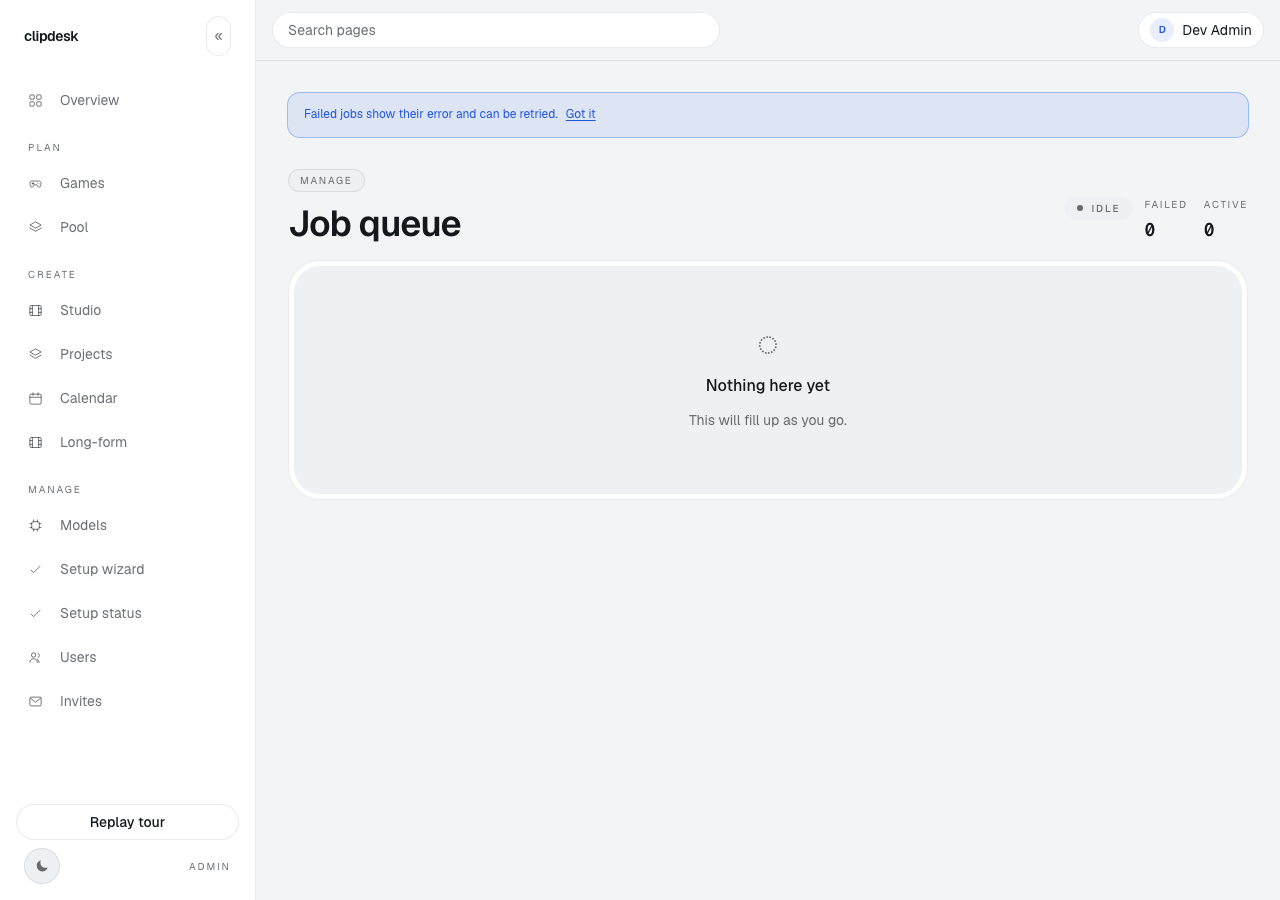 clipdesk
«
Search pages
D
Dev Admin
Overview
PLAN
Games
Pool
CREATE
Studio
Projects
Calendar
Long-form
MANAGE
Models
Setup wizard
Setup status
Users
Invites
Replay tour
ADMIN
Failed jobs show their error and can be retried. Got it
MANAGE
Job queue
IDLE
FAILED
0
ACTIVE
0
Nothing here yet
This will fill up as you go.